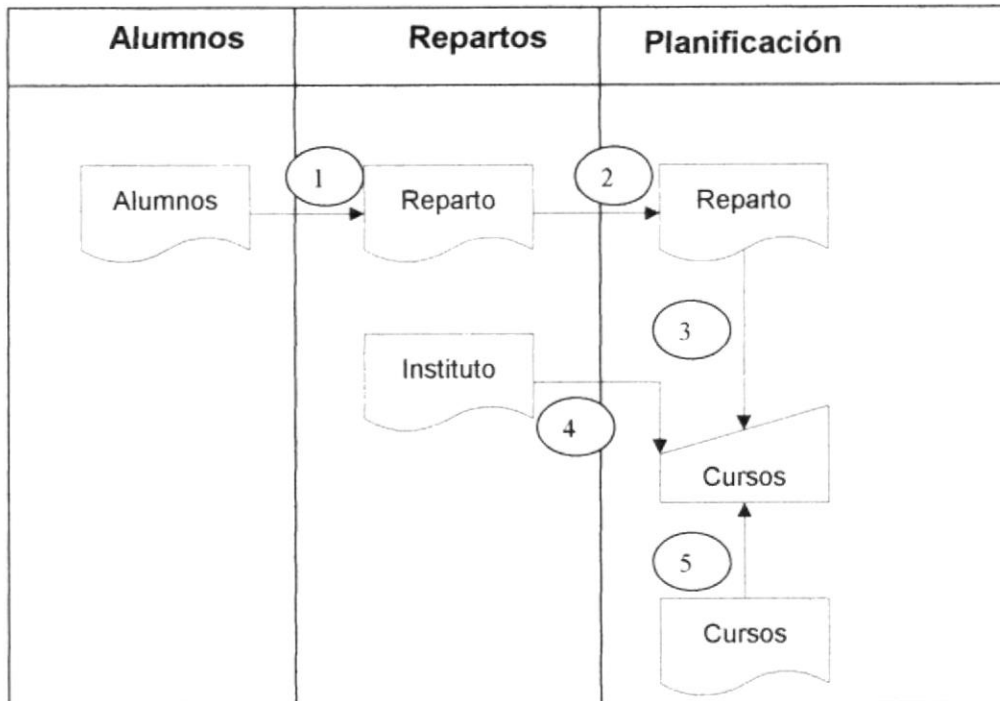 Alumnos Repartos Planificación
1 2
Alumnos Reparto Reparto
3
Instituto
4
Cursos
5
Cursos